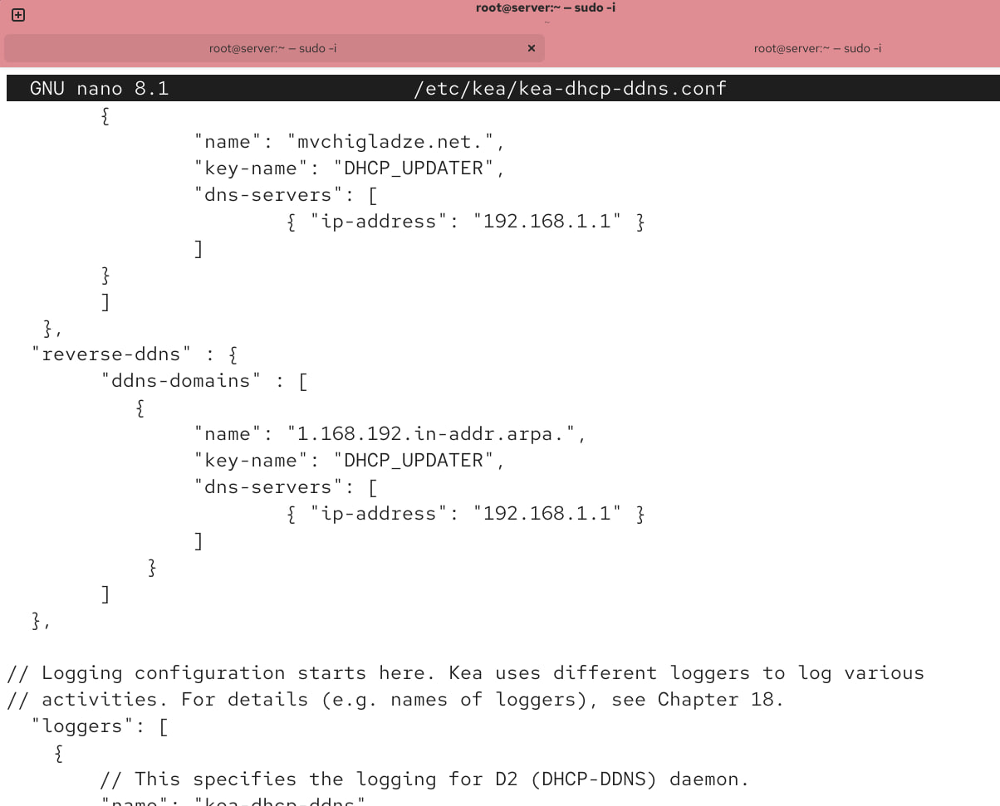 root@server:~ — sudo -i
~
root@server:~ — sudo -i × root@server:~ — sudo -i
GNU nano 8.1 /etc/kea/kea-dhcp-ddns.conf
{
"name": "mvchigladze.net.",
"key-name": "DHCP_UPDATER",
"dns-servers": [
{ "ip-address": "192.168.1.1" }
]
}
]
},
"reverse-ddns" : {
"ddns-domains" : [
{
"name": "1.168.192.in-addr.arpa.",
"key-name": "DHCP_UPDATER",
"dns-servers": [
{ "ip-address": "192.168.1.1" }
]
}
]
},
// Logging configuration starts here. Kea uses different loggers to log various
// activities. For details (e.g. names of loggers), see Chapter 18.
"loggers": [
{
// This specifies the logging for D2 (DHCP-DDNS) daemon.
"name": "kea-dhcp-ddns"